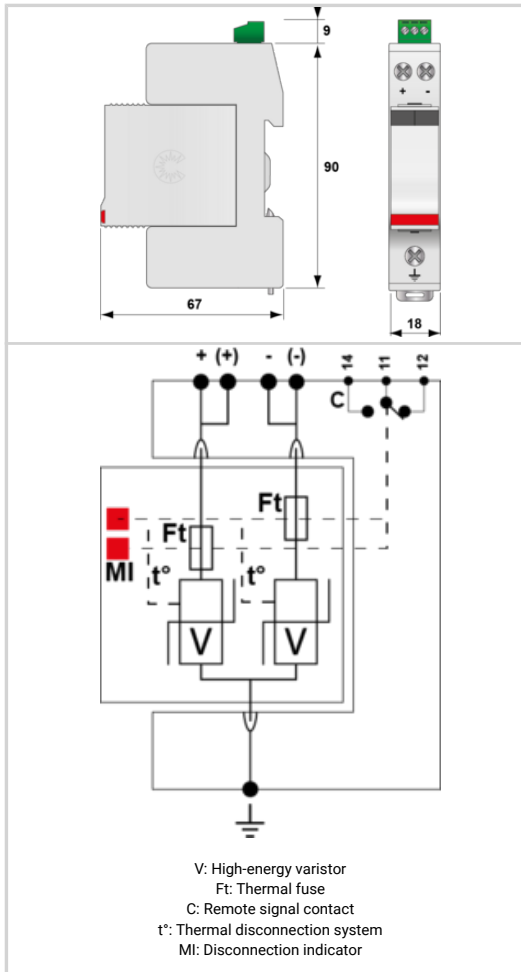 9
+ -
90
67
18
+ (+) - (-) 14 11 12
C
Ft
Ft
MI t° t°
V V
V: High-energy varistor
Ft: Thermal fuse
C: Remote signal contact
t°: Thermal disconnection system
MI: Disconnection indicator